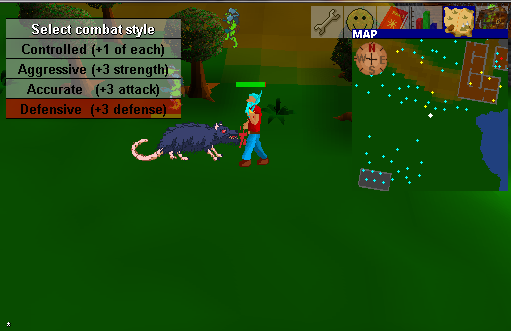 Select combat style
Controlled (+1 of each)
Aggressive (+3 strength)
Accurate (+3 attack)
Defensive (+3 defense)
MAP
N
W E
S
*